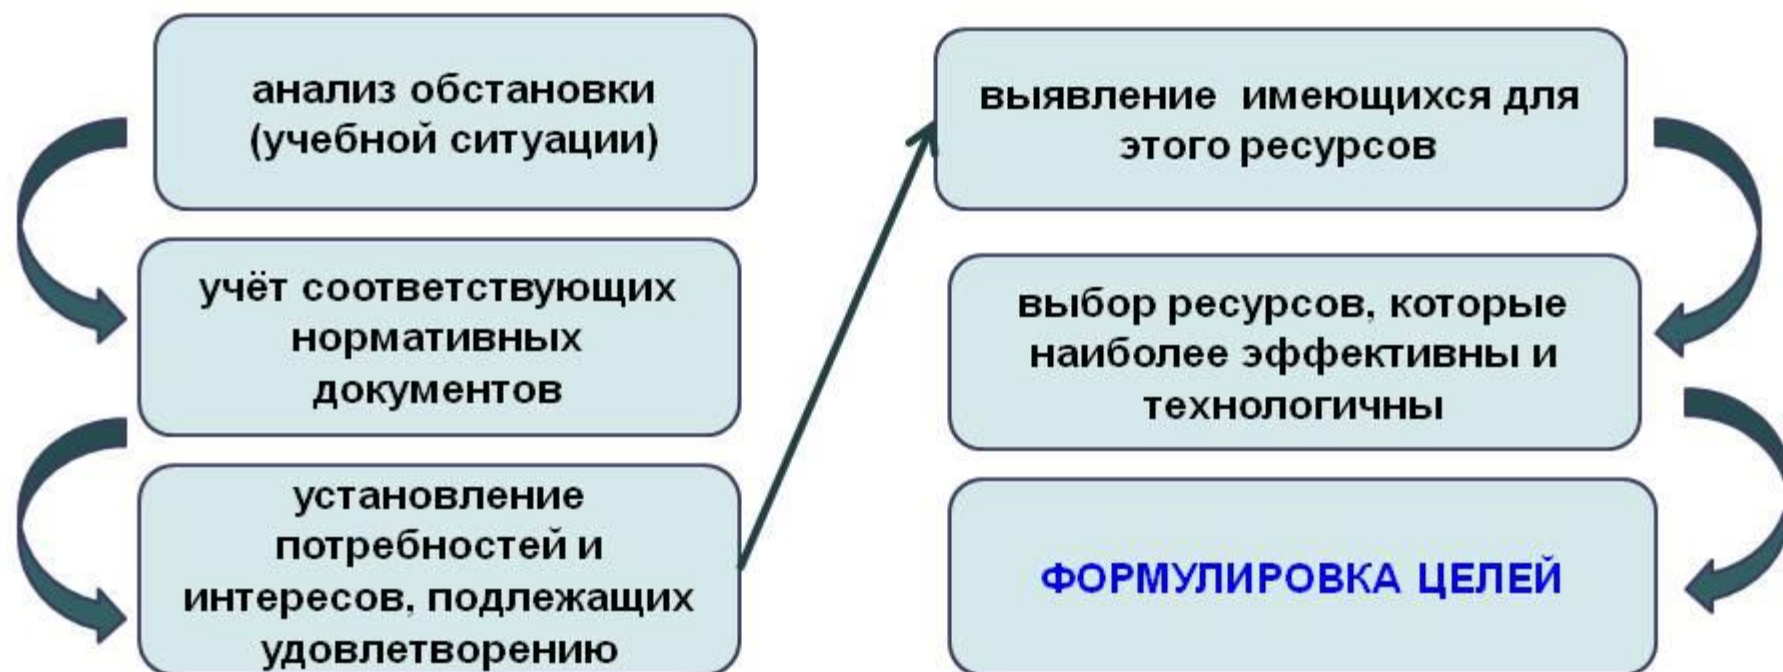 анализ обстановки
(учебной ситуации)
учёт соответствующих
нормативных
документов
установление
потребностей и
интересов, подлежащих
удовлетворению
выявление имеющихся для
этого ресурсов
выбор ресурсов, которые
наиболее эффективны и
технологичны
ФОРМУЛИРОВКА ЦЕЛЕЙ